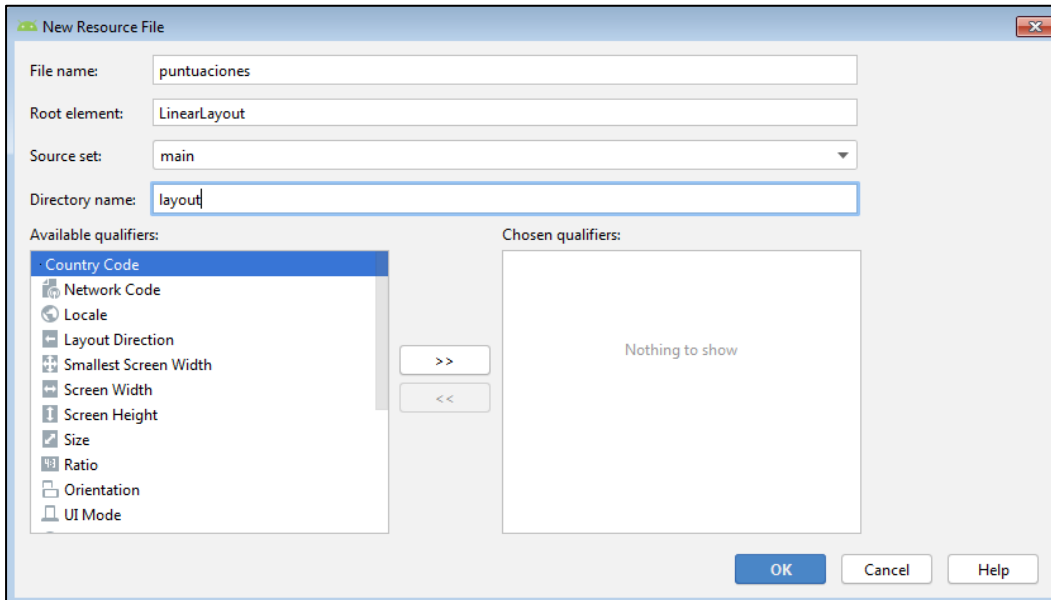 New Resource File
File name: puntuaciones
Root element: LinearLayout
Source set: main
Directory name: layout
Available qualifiers: Chosen qualifiers:
Country Code
Network Code
Locale
Layout Direction
Smallest Screen Width
Screen Width
Screen Height
Size
Ratio
Orientation
UI Mode
>>
<<
Nothing to show
OK Cancel Help